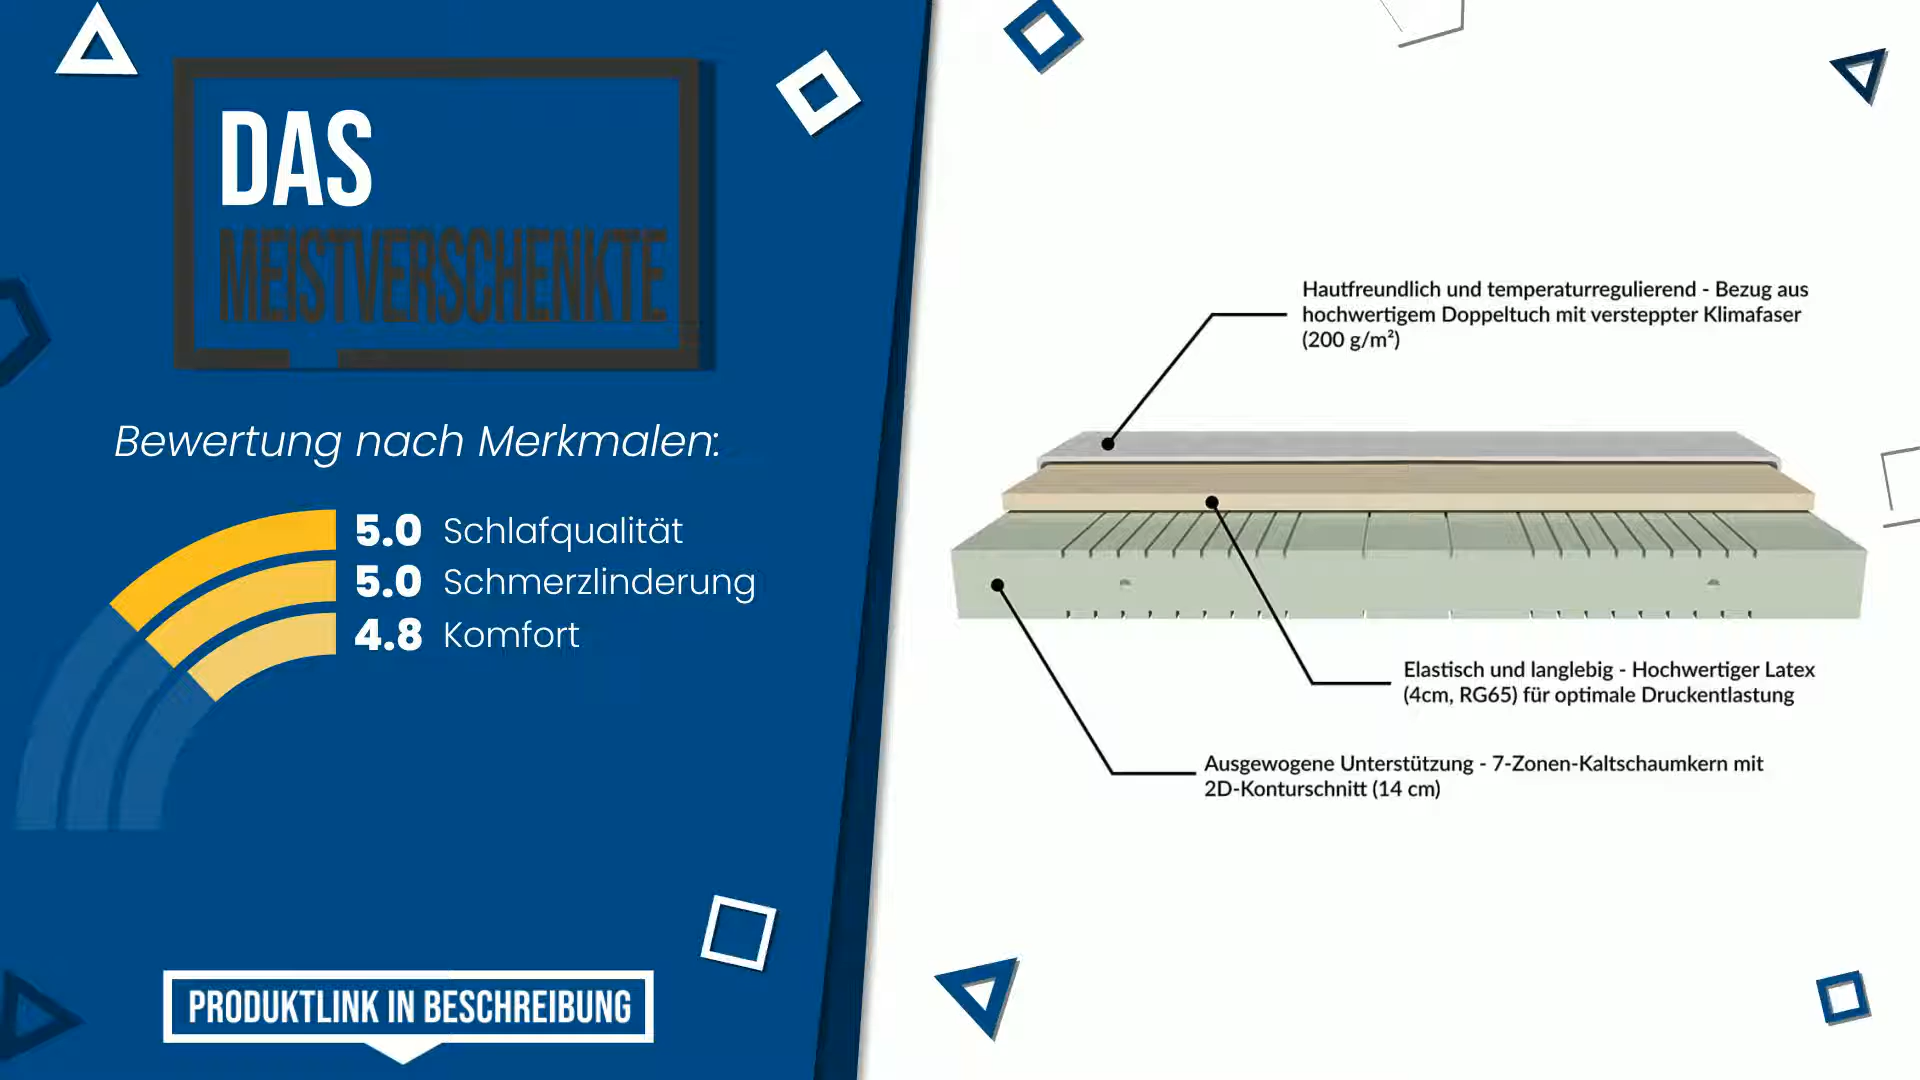 DAS
MEISTVERSCHENKTE
Bewertung nach Merkmalen:
5.0 Schlafqualität
5.0 Schmerzlinderung
4.8 Komfort
PRODUKTLINK IN BESCHREIBUNG
Hautfreundlich und temperaturregulierend - Bezug aus
hochwertigem Doppeltuch mit versteppter Klimafaser
(200 g/m²)
Elastisch und langlebig - Hochwertiger Latex
(4cm, RG65) für optimale Druckentlastung
Ausgewogene Unterstützung - 7-Zonen-Kaltschaumkern mit
2D-Konturschnitt (14 cm)